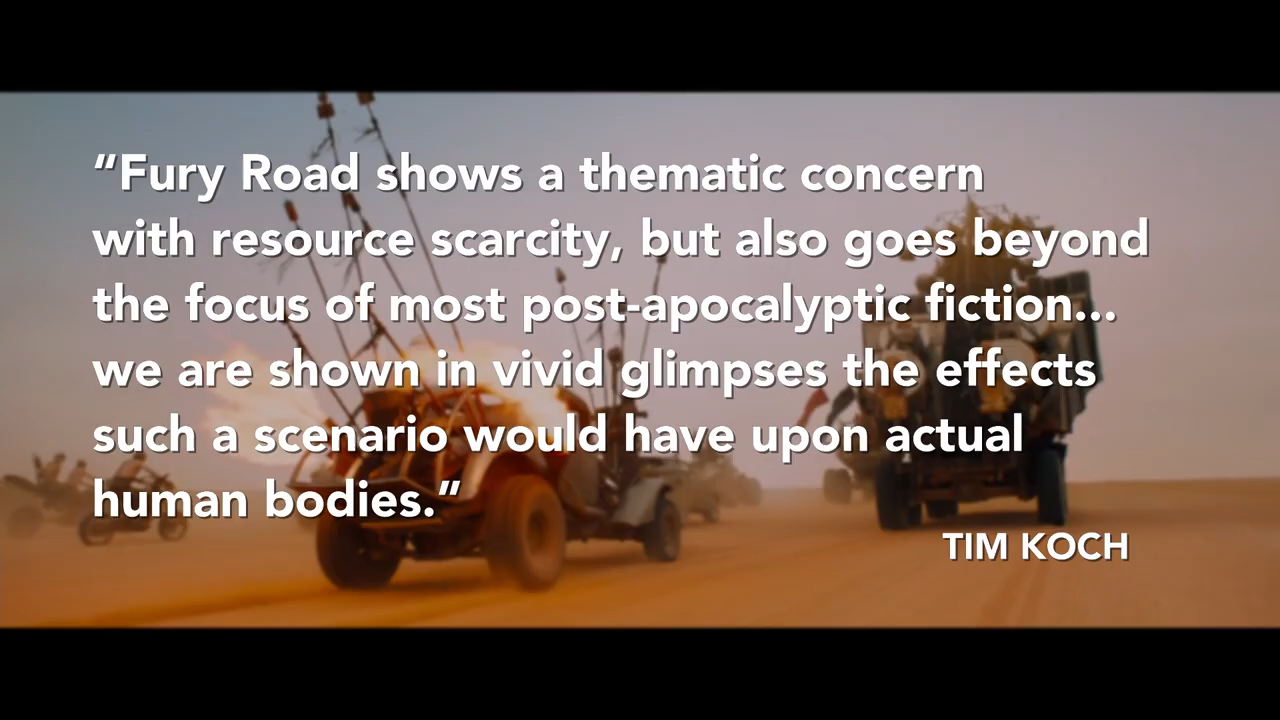 “Fury Road shows a thematic concern
with resource scarcity, but also goes beyond
the focus of most post-apocalyptic fiction...
we are shown in vivid glimpses the effects
such a scenario would have upon actual
human bodies.”
TIM KOCH